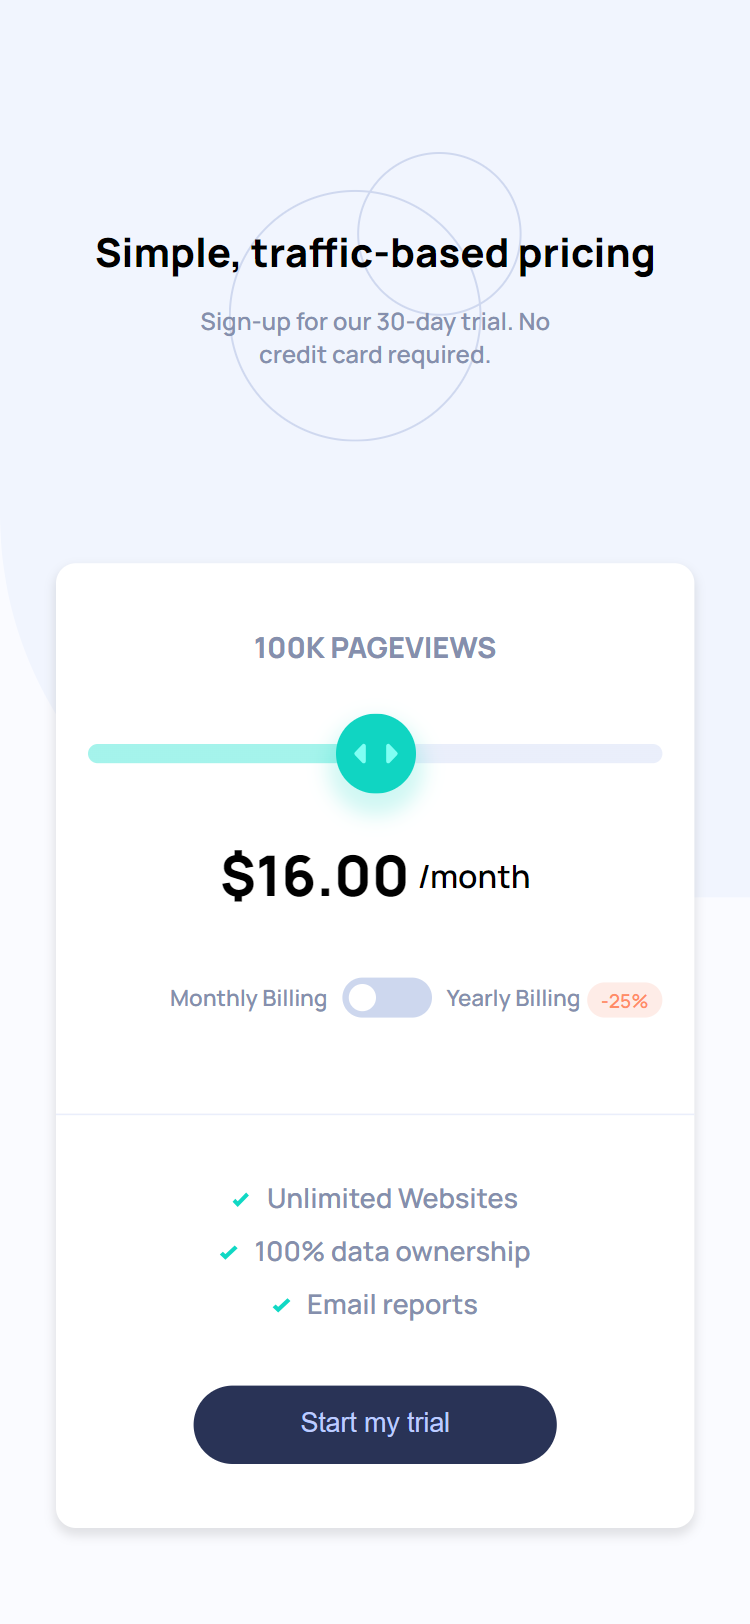 Simple, traffic-based pricing
Sign-up for our 30-day trial. No
credit card required.
100K PAGEVIEWS
$16.00 /month
Monthly Billing Yearly Billing -25%
Unlimited Websites
100% data ownership
Email reports
Start my trial